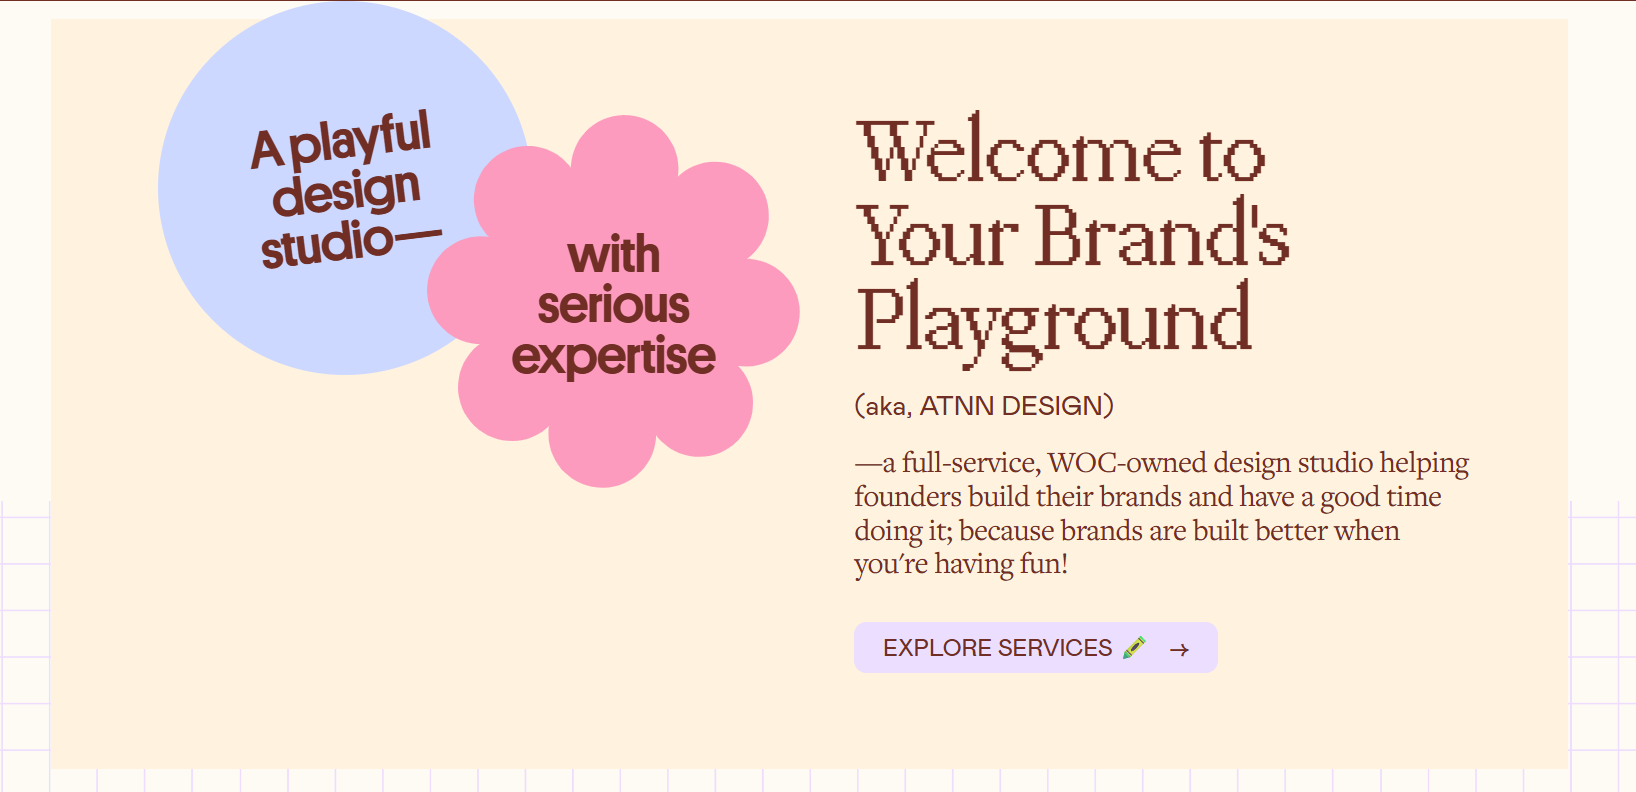 A playful
design
studio—
with
serious
expertise
Welcome to
Your Brand's
Playground
(aka, ATNN DESIGN)
—a full-service, WOC-owned design studio helping
founders build their brands and have a good time
doing it; because brands are built better when
you're having fun!
EXPLORE SERVICES 🖍 →